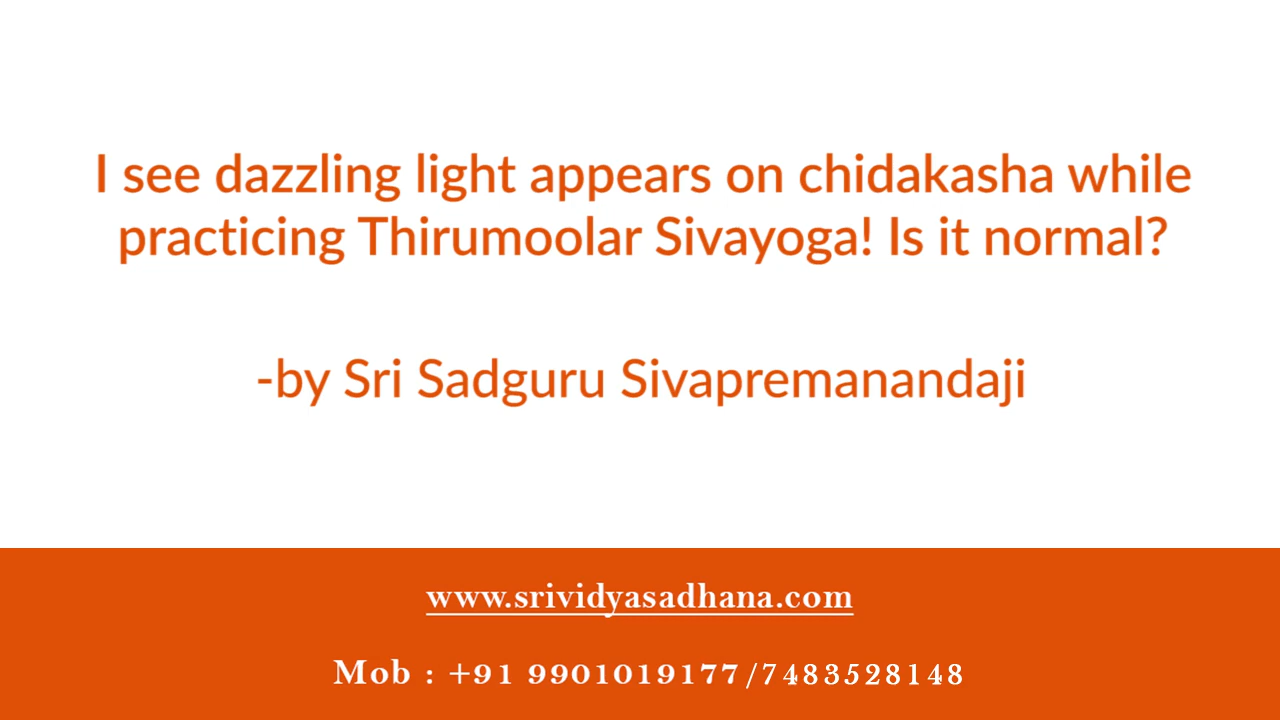 I see dazzling light appears on chidakasha while
practicing Thirumoolar Sivayoga! Is it normal?
-by Sri Sadguru Sivapremanandaji
www.srividyasadhana.com
Mob : +91 9901019177/7483528148